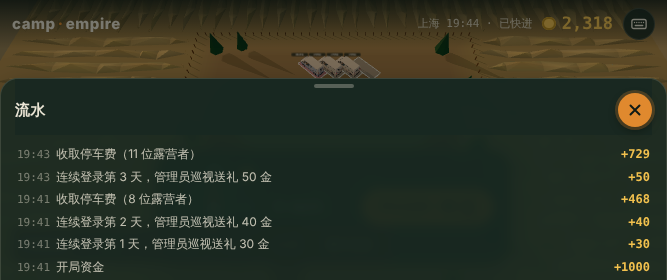 camp·empire
上海 19:44 · 已快进 2,318
流水
19:43 收取停车费（11 位露营者） +729
19:43 连续登录第 3 天，管理员巡视送礼 50 金 +50
19:41 收取停车费（8 位露营者） +468
19:41 连续登录第 2 天，管理员巡视送礼 40 金 +40
19:41 连续登录第 1 天，管理员巡视送礼 30 金 +30
19:41 开局资金 +1000